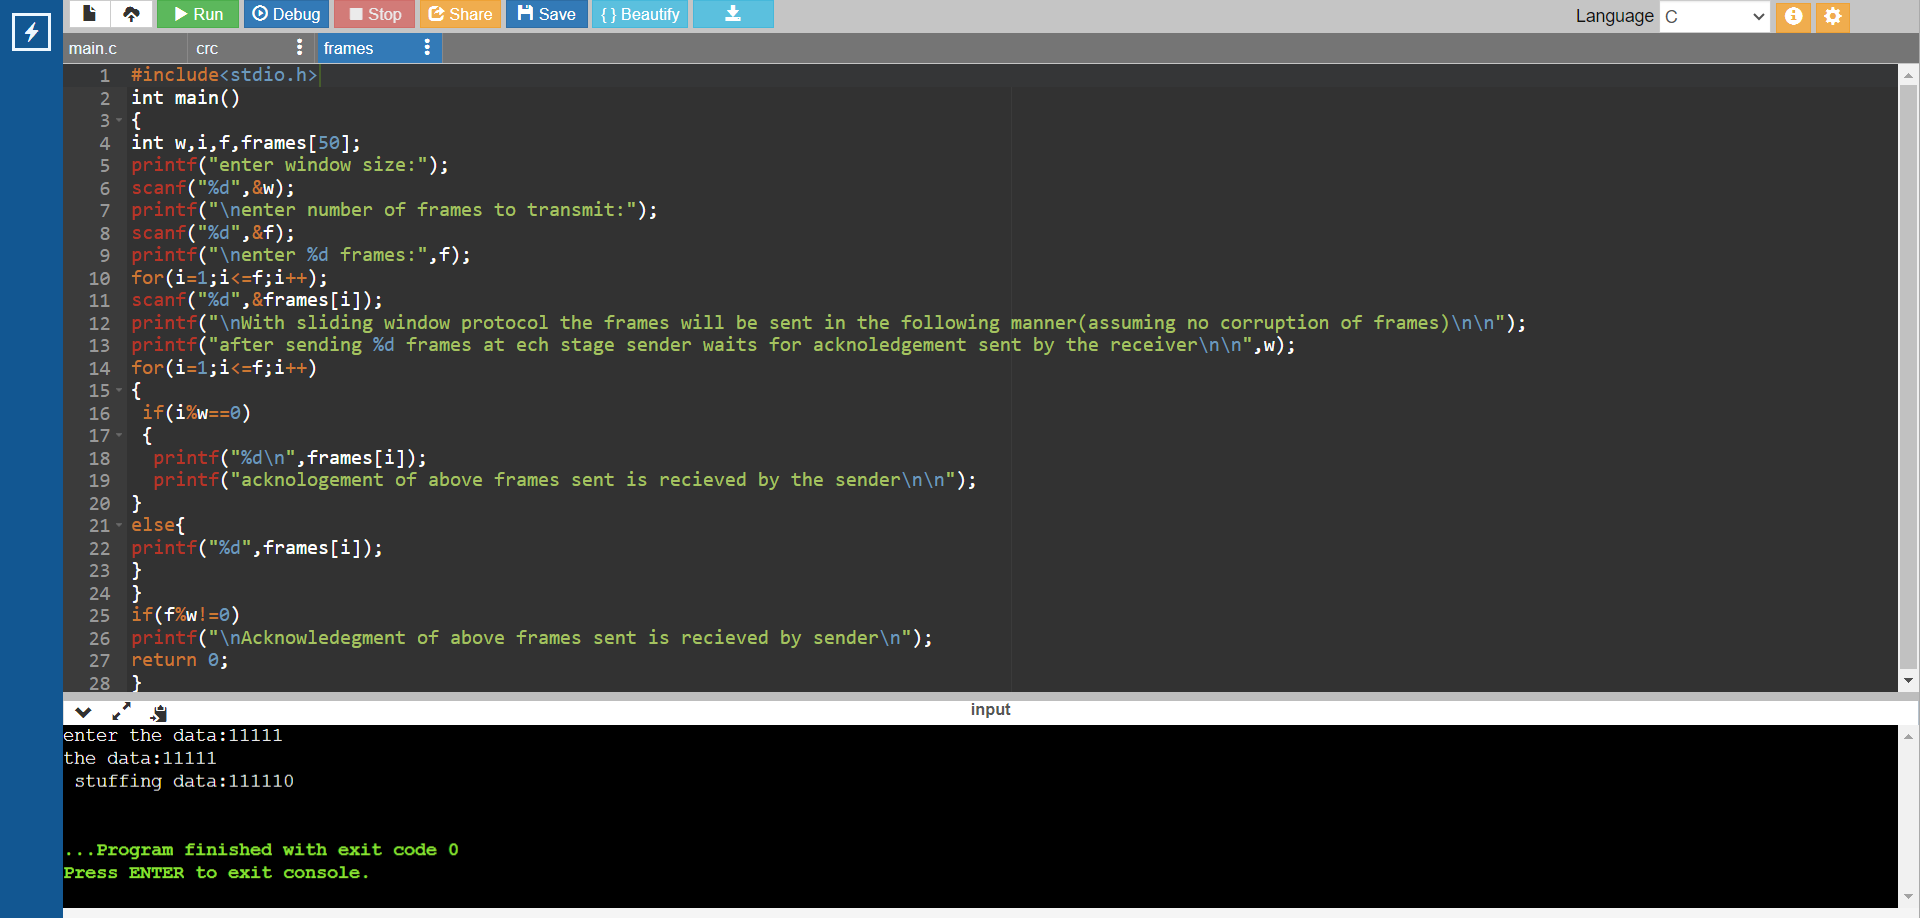 Run Debug Stop Share Save { } Beautify Language C
main.c crc frames
1 #include<stdio.h>
2 int main()
3 {
4 int w,i,f,frames[50];
5 printf("enter window size:");
6 scanf("%d",&w);
7 printf("\nenter number of frames to transmit:");
8 scanf("%d",&f);
9 printf("\nenter %d frames:",f);
10 for(i=1;i<=f;i++);
11 scanf("%d",&frames[i]);
12 printf("\nWith sliding window protocol the frames will be sent in the following manner(assuming no corruption of frames)\n\n");
13 printf("after sending %d frames at ech stage sender waits for acknoledgement sent by the receiver\n\n",w);
14 for(i=1;i<=f;i++)
15 {
16 if(i%w==0)
17 {
18 printf("%d\n",frames[i]);
19 printf("acknologement of above frames sent is recieved by the sender\n\n");
20 }
21 else{
22 printf("%d",frames[i]);
23 }
24 }
25 if(f%w!=0)
26 printf("\nAcknowledegment of above frames sent is recieved by sender\n");
27 return 0;
28 }
input
enter the data:11111
the data:11111
stuffing data:111110
...Program finished with exit code 0
Press ENTER to exit console.